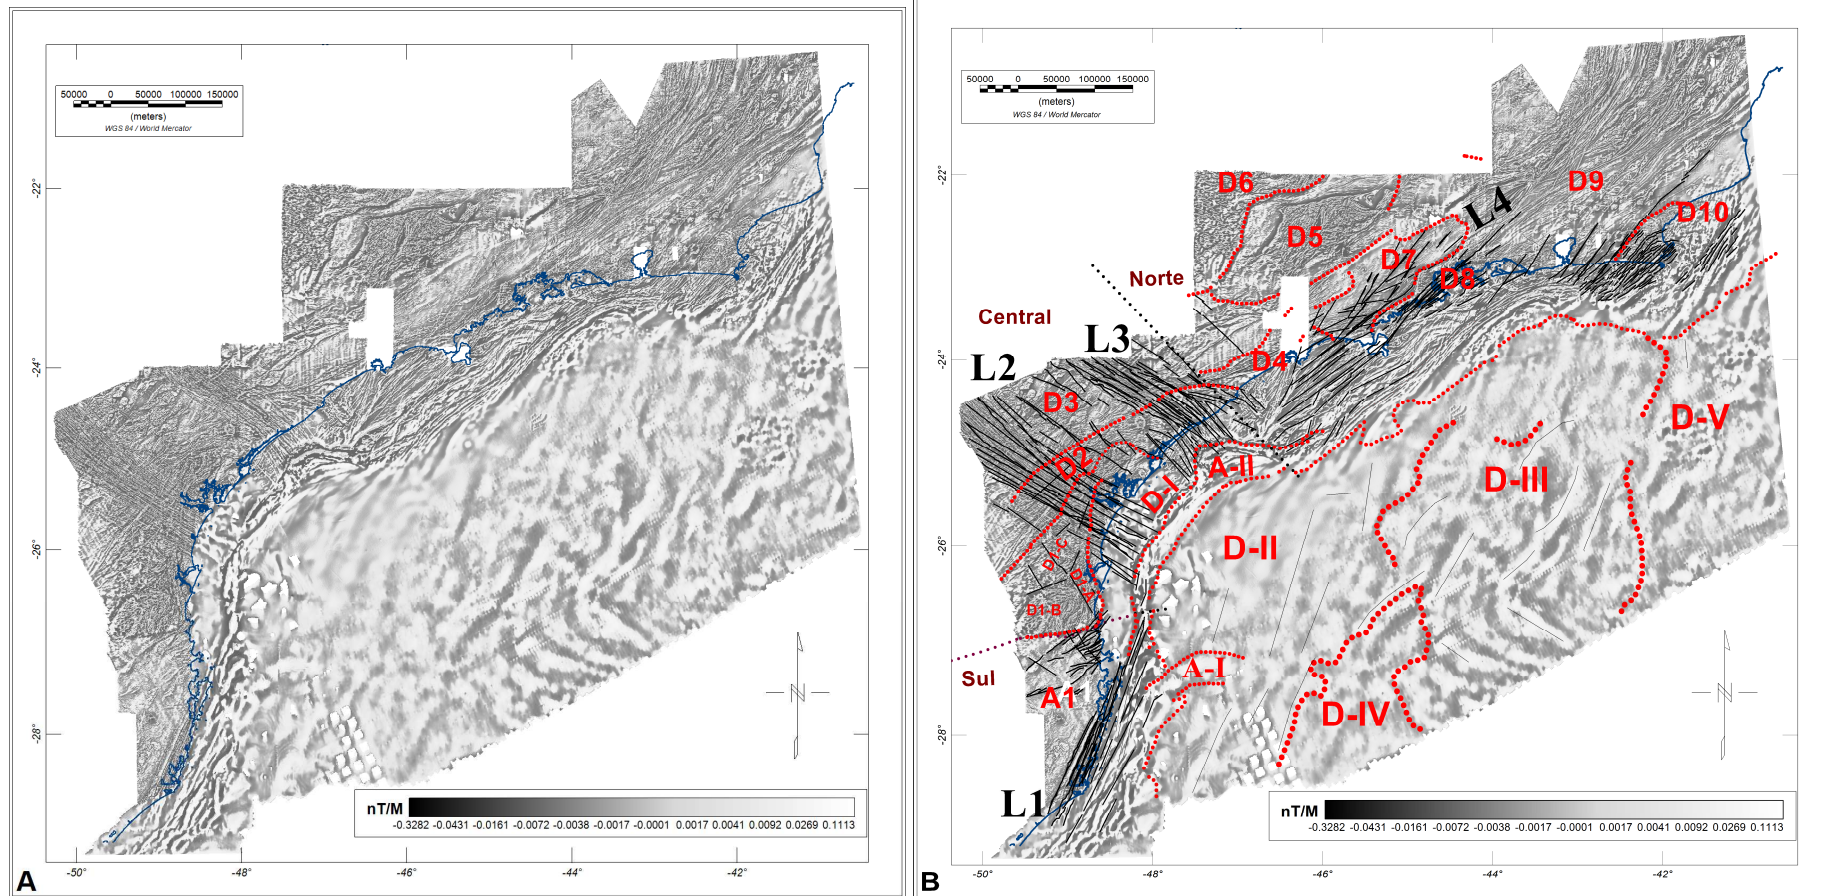 50000 0 50000 100000 150000
(meters)
WGS 84 / World Mercator
-22°
-24°
-26°
-28°
-50° -48° -46° -44° -42°
N
nT/M
-0.3282 -0.0431 -0.0161 -0.0072 -0.0038 -0.0017 -0.0001 0.0017 0.0041 0.0092 0.0269 0.1113
A
50000 0 50000 100000 150000
(meters)
WGS 84 / World Mercator
-22°
-24°
-26°
-28°
D6
D9
L4
D10
D5
D7
Norte
D8
Central
L3
L2
D4
D3
D-V
D2
A-II
D-I
D-III
D-II
D1-C
D1-A
D1-B
Sul
A-I
A1
D-IV
L1
N
nT/M
-0.3282 -0.0431 -0.0161 -0.0072 -0.0038 -0.0017 -0.0001 0.0017 0.0041 0.0092 0.0269 0.1113
-50° -48° -46° -44° -42°
B